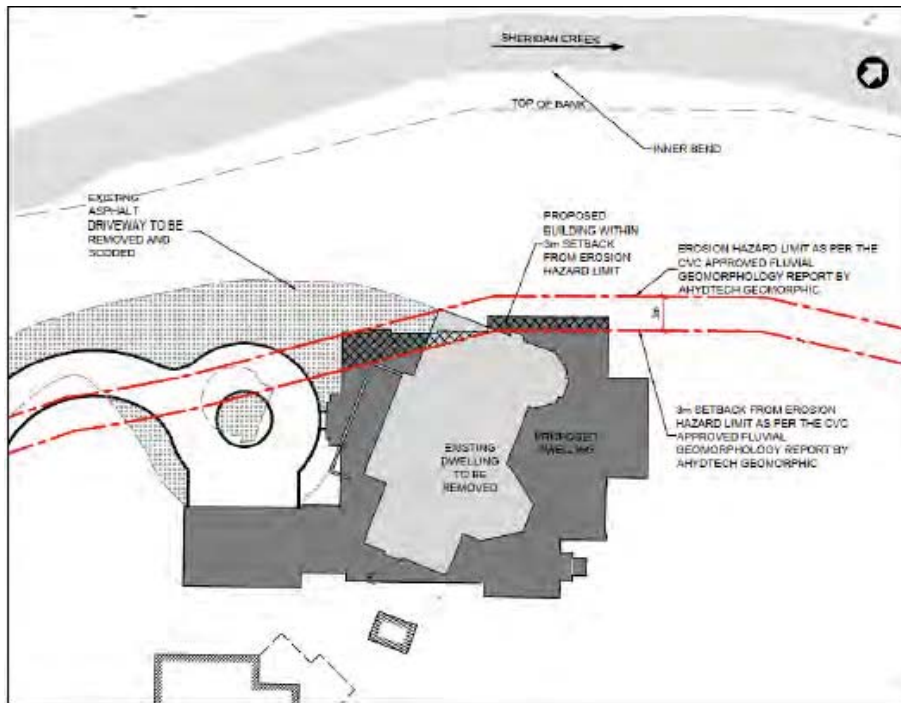 SHERIDAN CREEK
TOP OF BANK
INNER BEND
EXISTING
ASPHALT
DRIVEWAY TO BE
REMOVED AND
SODDED
PROPOSED
BUILDING WITHIN
3m SETBACK
FROM EROSION
HAZARD LIMIT
EROSION HAZARD LIMIT AS PER THE
CVC APPROVED FLUVIAL
GEOMORPHOLOGY REPORT BY
AHYDTECH GEOMORPHIC
3m
3m SETBACK FROM EROSION
HAZARD LIMIT AS PER THE CVC
APPROVED FLUVIAL
GEOMORPHOLOGY REPORT BY
AHYDTECH GEOMORPHIC
EXISTING
DWELLING
TO BE
REMOVED
PROPOSED
DWELLING